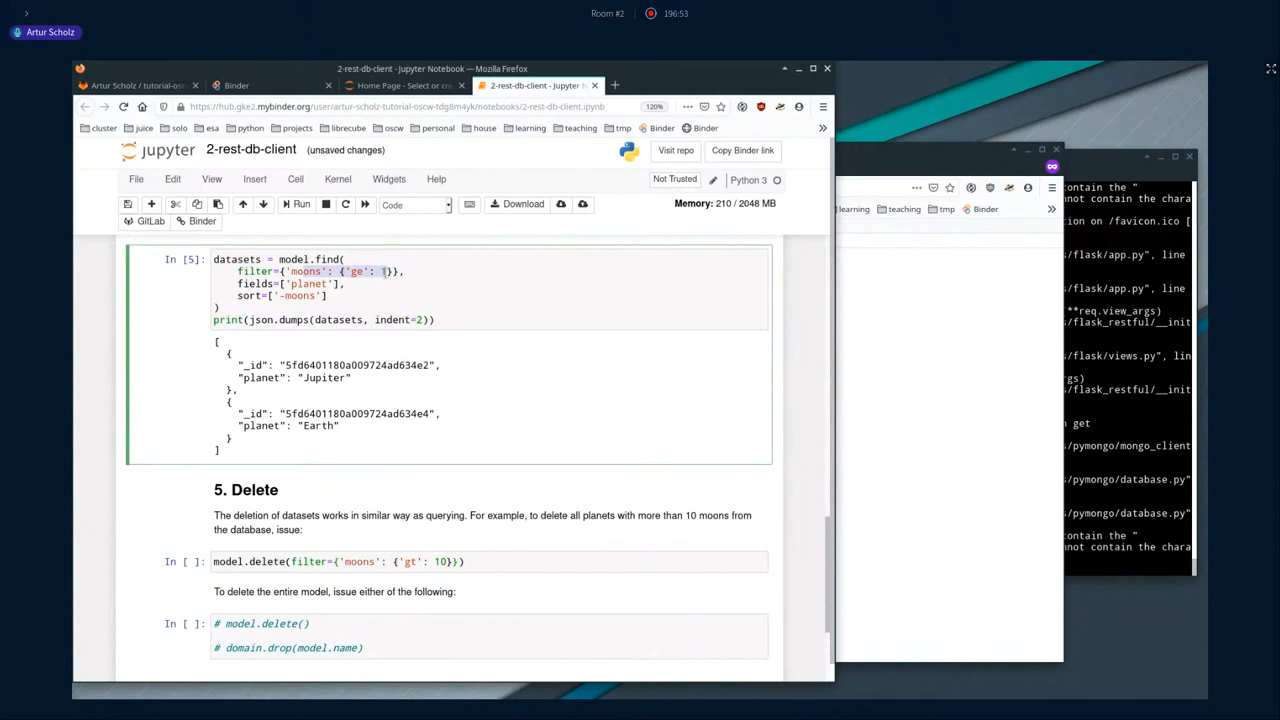 Room #2 196:53
Artur Scholz
2-rest-db-client - Jupyter Notebook — Mozilla Firefox
Artur Scholz / tutorial-osc
Binder
Home Page - Select or cre
2-rest-db-client - Jupyter
https://hub.gke2.mybinder.org/user/artur-scholz-tutorial-oscw-tdg8m4yk/notebooks/2-rest-db-client.ipynb 120%
cluster juice solo esa python projects librecube oscw personal house learning teaching tmp Binder Binder
jupyter 2-rest-db-client (unsaved changes)
Visit repo Copy Binder link
File Edit View Insert Cell Kernel Widgets Help
Not Trusted Python 3
Run Code Download Memory: 210 / 2048 MB
GitLab Binder
In [5]: datasets = model.find(
filter={'moons': {'ge': 1}},
fields=['planet'],
sort=['-moons']
)
print(json.dumps(datasets, indent=2))
[
{
"_id": "5fd6401180a009724ad634e2",
"planet": "Jupiter"
},
{
"_id": "5fd6401180a009724ad634e4",
"planet": "Earth"
}
]
5. Delete
The deletion of datasets works in similar way as querying. For example, to delete all planets with more than 10 moons from
the database, issue:
In [ ]: model.delete(filter={'moons': {'gt': 10}})
To delete the entire model, issue either of the following:
In [ ]: # model.delete()
# domain.drop(model.name)
learning teaching tmp Binder
contain the "
nnot contain the chara
ion on /favicon.ico [
s/flask/app.py", line
s/flask/app.py", line
**req.view_args)
s/flask_restful/__init
s/flask/views.py", lin
gs)
s/flask_restful/__init
n get
s/pymongo/mongo_client
s/pymongo/database.py"
s/pymongo/database.py"
contain the "
nnot contain the chara